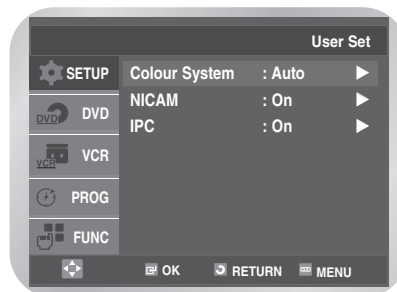 User Set
SETUP
Colour System : Auto
NICAM : On
IPC : On
DVD DVD
VCR VCR
PROG
FUNC
OK RETURN MENU